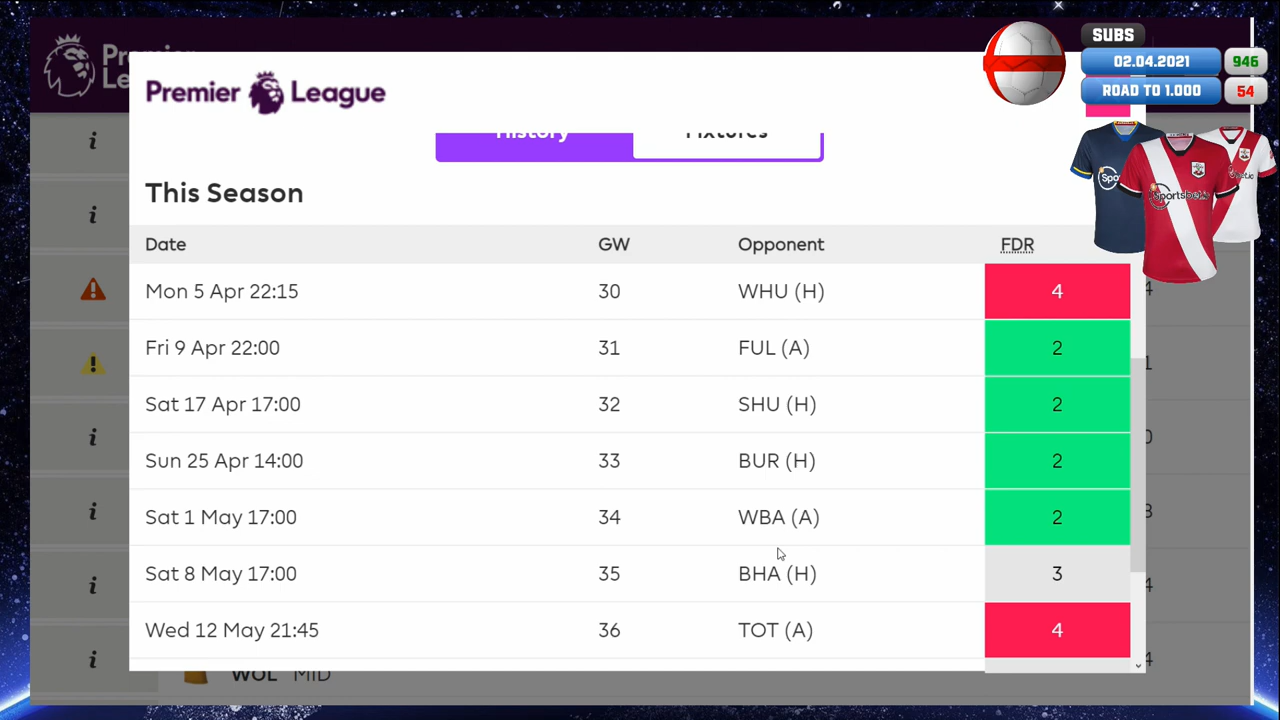 SUBS
02.04.2021 946
ROAD TO 1.000 54
Premier League
History Fixtures
This Season
Date GW Opponent FDR
Mon 5 Apr 22:15 30 WHU (H) 4
Fri 9 Apr 22:00 31 FUL (A) 2
Sat 17 Apr 17:00 32 SHU (H) 2
Sun 25 Apr 14:00 33 BUR (H) 2
Sat 1 May 17:00 34 WBA (A) 2
Sat 8 May 17:00 35 BHA (H) 3
Wed 12 May 21:45 36 TOT (A) 4
WOL MID